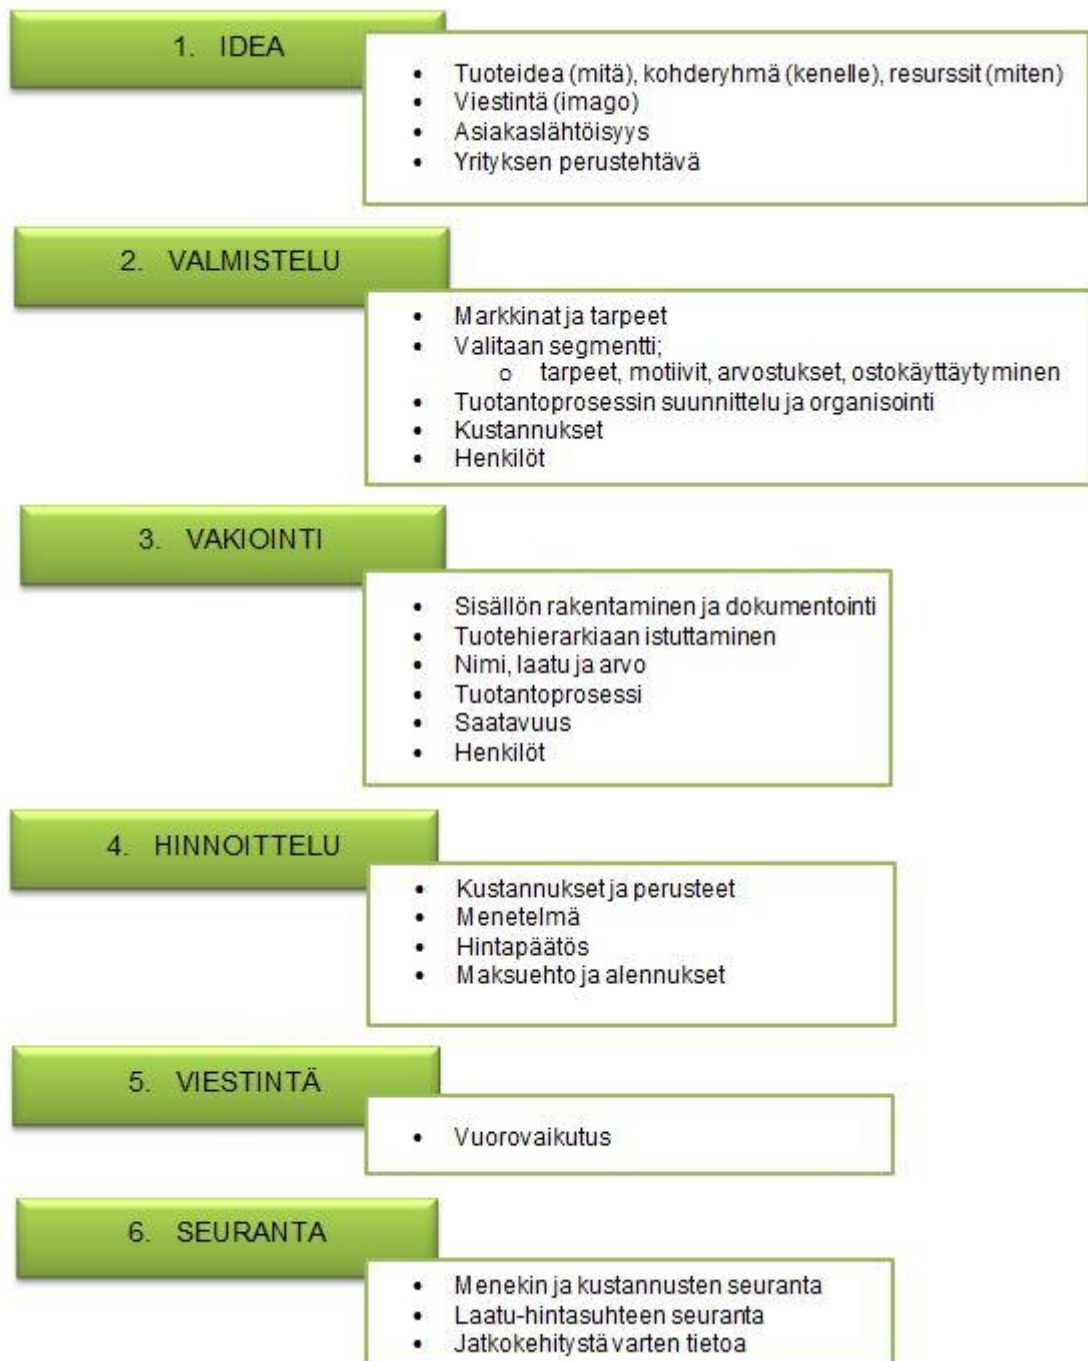 1. IDEA
• Tuoteidea (mitä), kohderyhmä (kenelle), resurssit (miten)
• Viestintä (imago)
• Asiakaslähtöisyys
• Yrityksen perustehtävä
2. VALMISTELU
• Markkinat ja tarpeet
• Valitaan segmentti;
o tarpeet, motiivit, arvostukset, ostokäyttäytyminen
• Tuotantoprosessin suunnittelu ja organisointi
• Kustannukset
• Henkilöt
3. VAKIOINTI
• Sisällön rakentaminen ja dokumentointi
• Tuotehierarkiaan istuttaminen
• Nimi, laatu ja arvo
• Tuotantoprosessi
• Saatavuus
• Henkilöt
4. HINNOITTELU
• Kustannukset ja perusteet
• Menetelmä
• Hintapäätös
• Maksuehto ja alennukset
5. VIESTINTÄ
• Vuorovaikutus
6. SEURANTA
• Menekin ja kustannusten seuranta
• Laatu-hintasuhteen seuranta
• Jatkokehitystä varten tietoa